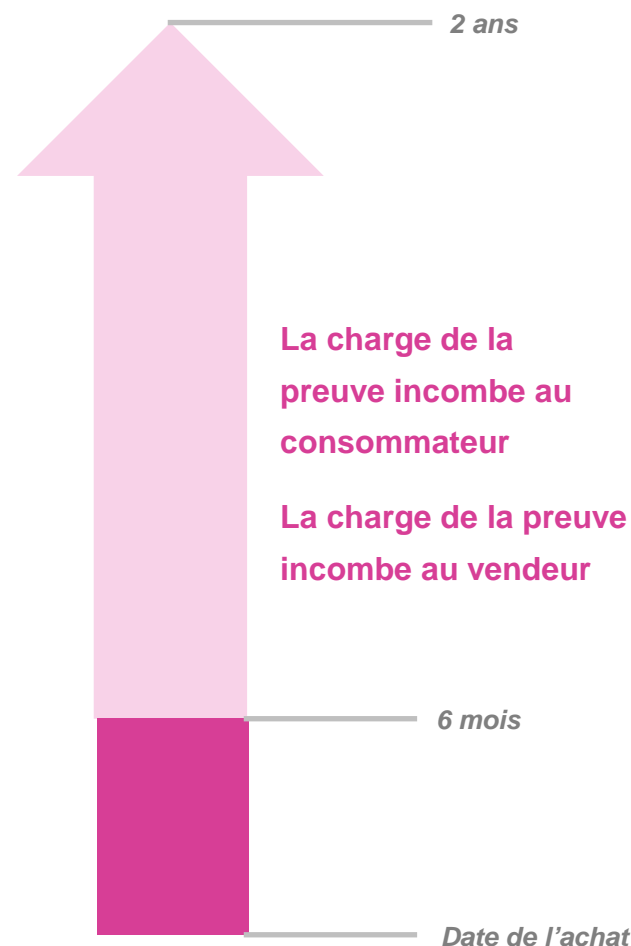 2 ans
La charge de la
preuve incombe au
consommateur
La charge de la preuve
incombe au vendeur
6 mois
Date de l’achat